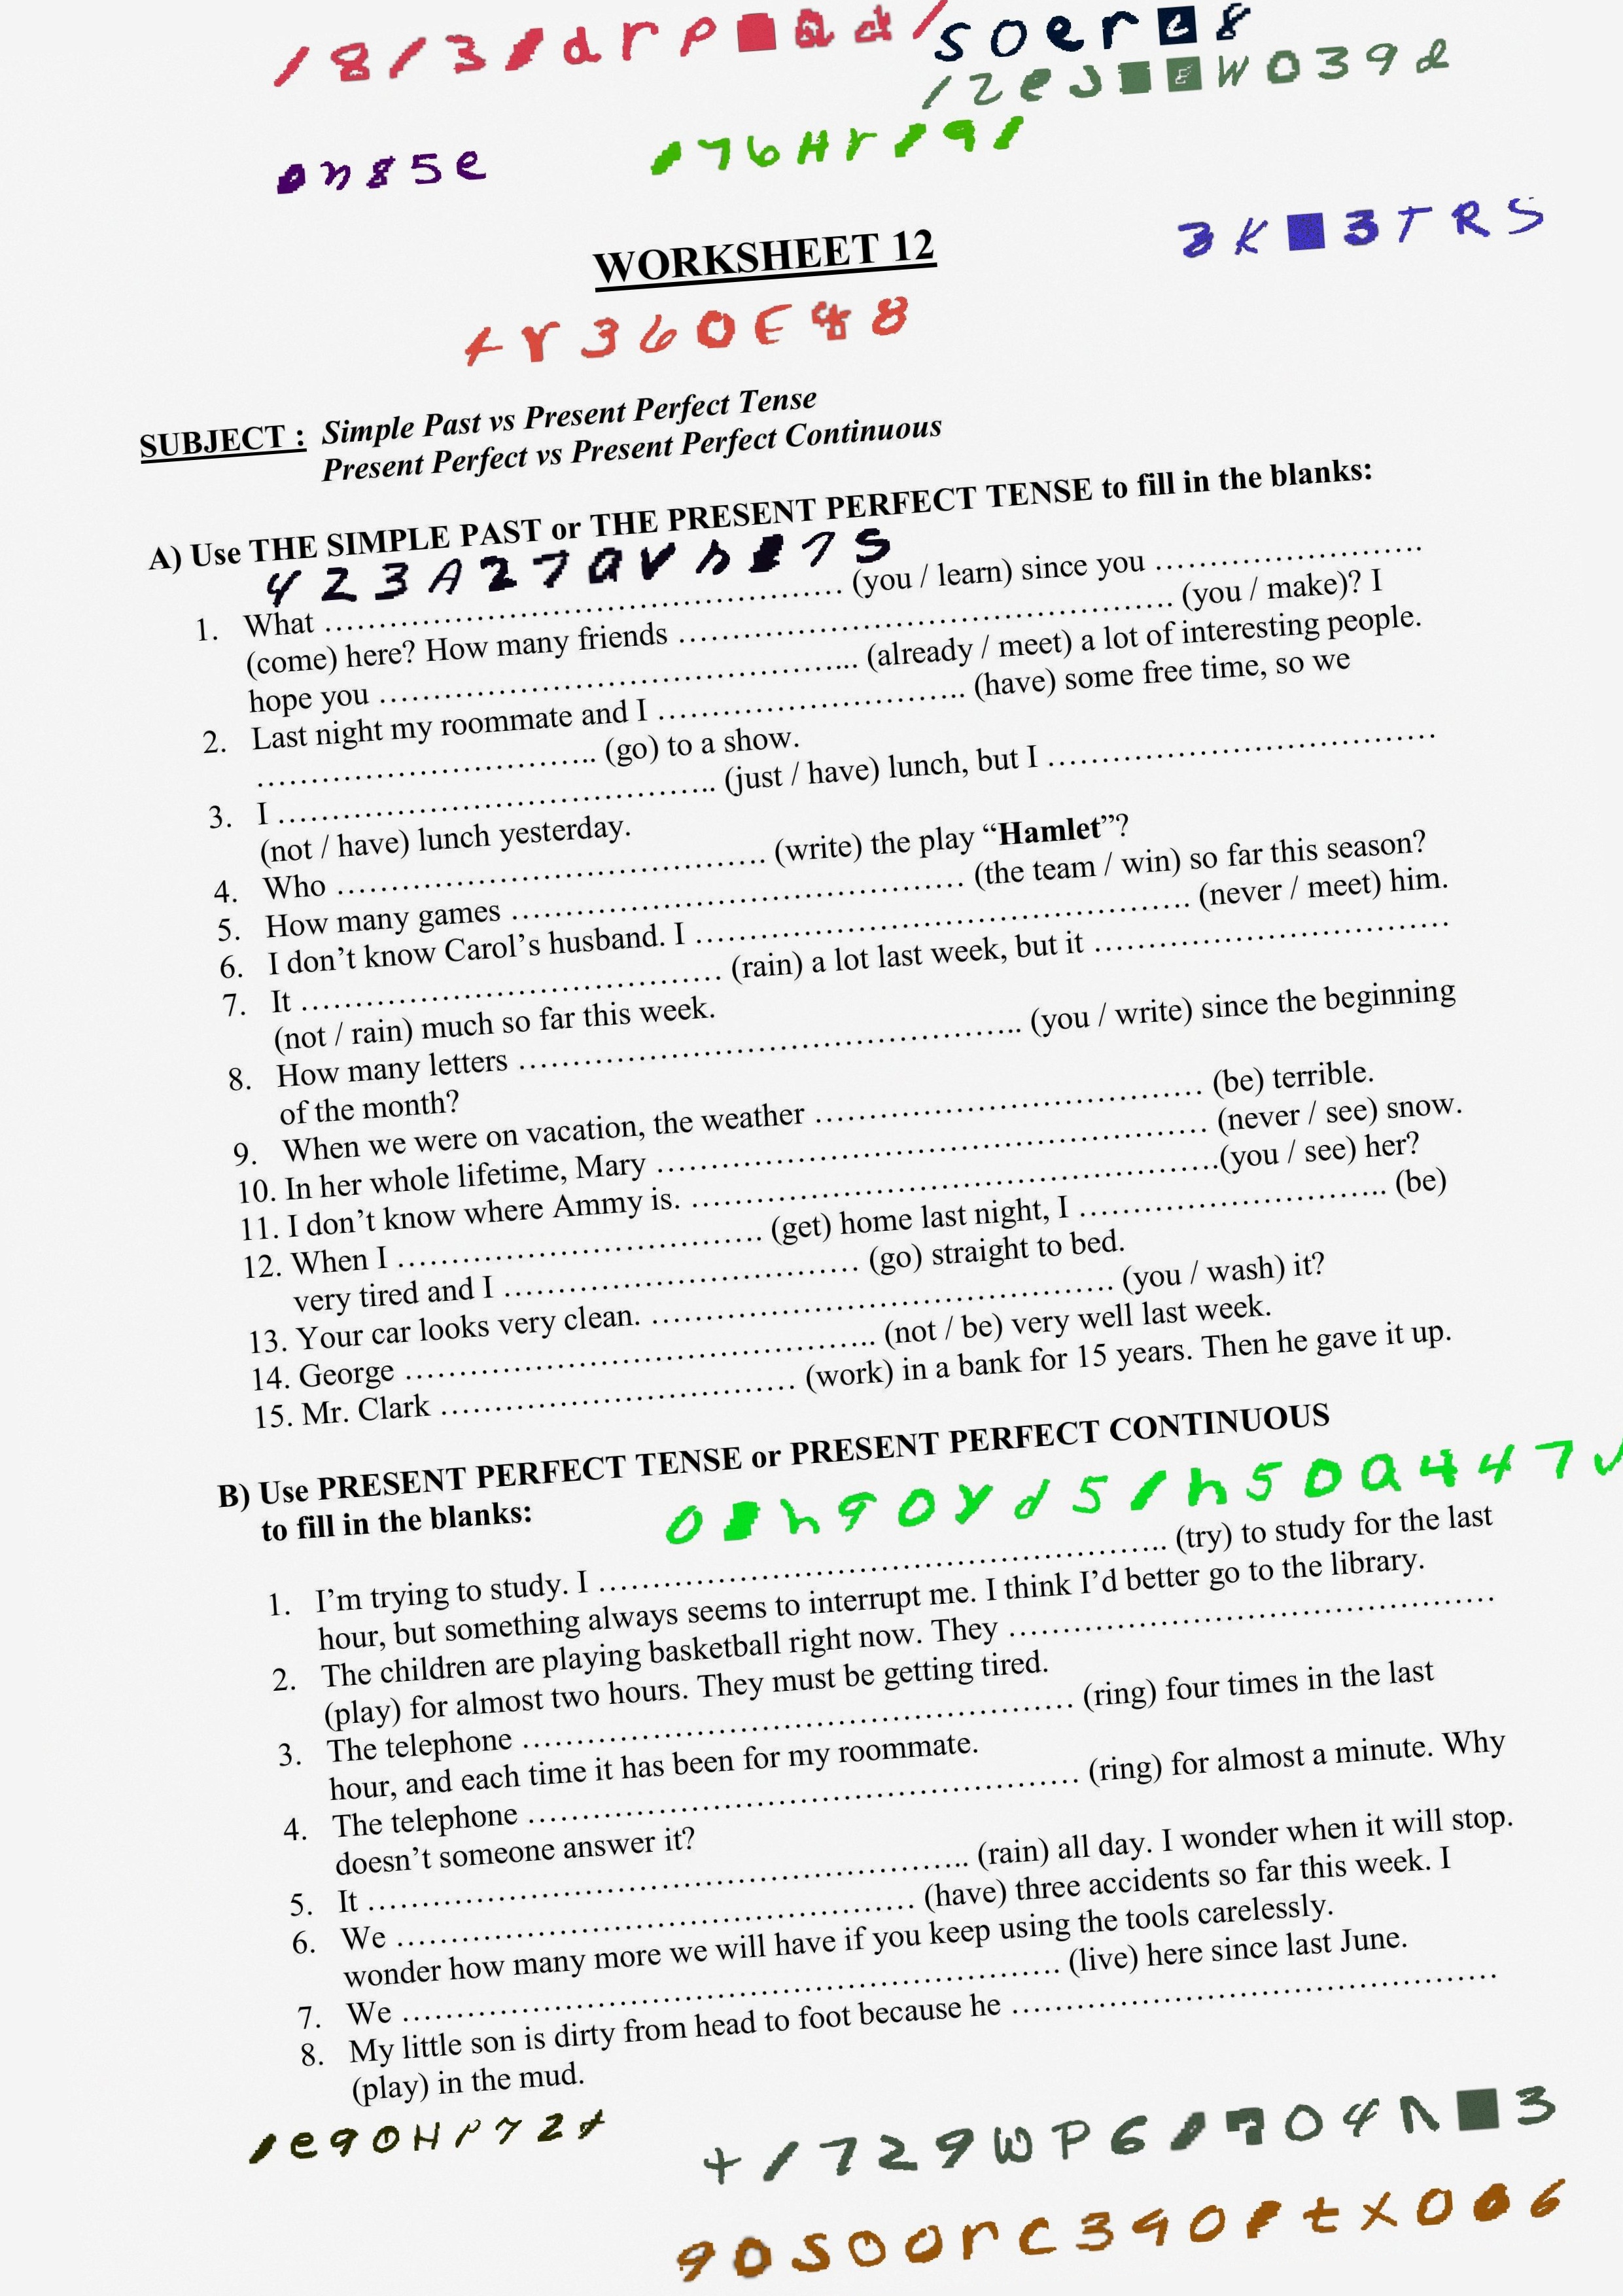 WORKSHEET 12
SUBJECT : Simple Past vs Present Perfect Tense
Present Perfect vs Present Perfect Continuous
A) Use THE SIMPLE PAST or THE PRESENT PERFECT TENSE to fill in the blanks:
1. What ………………………………………… (you / learn) since you ………………………
(come) here? How many friends ………………………………………… (you / make)? I
hope you ………………………………………… (already / meet) a lot of interesting people.
2. Last night my roommate and I ………………………….. (have) some free time, so we
………………………….. (go) to a show.
3. I ………………………………….. (just / have) lunch, but I …………………………………
(not / have) lunch yesterday.
4. Who …………………………………. (write) the play “Hamlet”?
5. How many games ………………………………………… (the team / win) so far this season?
6. I don’t know Carol’s husband. I ………………………………………… (never / meet) him.
7. It ………………………………… (rain) a lot last week, but it ………………………………
(not / rain) much so far this week.
8. How many letters ……………………………………….. (you / write) since the beginning
of the month?
9. When we were on vacation, the weather ………………………………… (be) terrible.
10. In her whole lifetime, Mary ………………………………………… (never / see) snow.
11. I don’t know where Ammy is. ……………………………………….(you / see) her?
12. When I ……………………………. (get) home last night, I ……………………….. (be)
very tired and I ……………………………… (go) straight to bed.
13. Your car looks very clean. ……………………………………. (you / wash) it?
14. George ……………………………………….. (not / be) very well last week.
15. Mr. Clark ……………………………… (work) in a bank for 15 years. Then he gave it up.
B) Use PRESENT PERFECT TENSE or PRESENT PERFECT CONTINUOUS
to fill in the blanks:
1. I’m trying to study. I ……………………………………………….. (try) to study for the last
hour, but something always seems to interrupt me. I think I’d better go to the library.
2. The children are playing basketball right now. They …………………………………………
(play) for almost two hours. They must be getting tired.
3. The telephone ………………………………………………… (ring) four times in the last
hour, and each time it has been for my roommate.
4. The telephone ………………………………………………… (ring) for almost a minute. Why
doesn’t someone answer it?
5. It ………………………………………………….. (rain) all day. I wonder when it will stop.
6. We …………………………………………… (have) three accidents so far this week. I
wonder how many more we will have if you keep using the tools carelessly.
7. We ………………………………………………………. (live) here since last June.
8. My little son is dirty from head to foot because he …………………………………………
(play) in the mud.